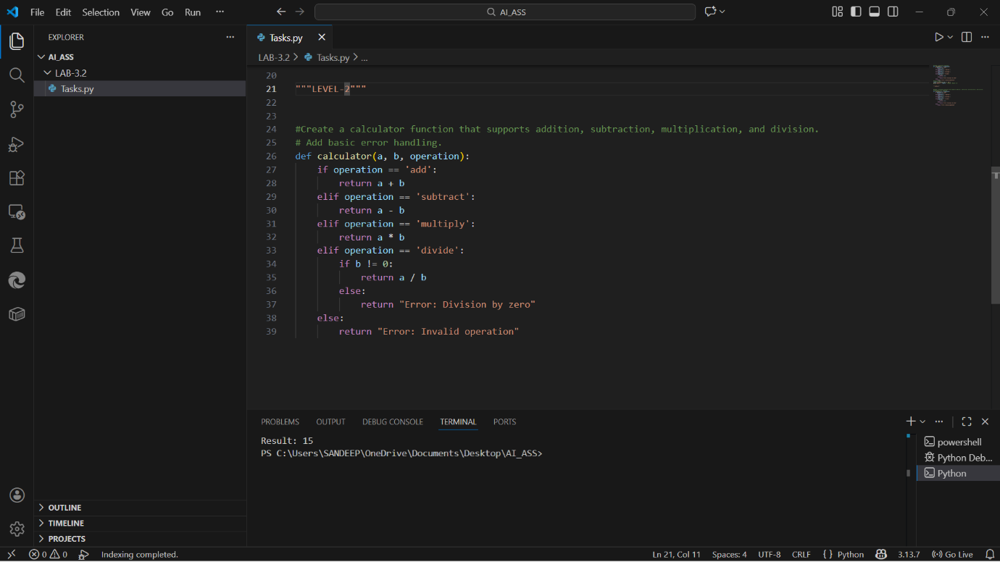 File Edit Selection View Go Run ···
AI_ASS
EXPLORER ···
AI_ASS
LAB-3.2
Tasks.py
OUTLINE
TIMELINE
PROJECTS
Tasks.py
LAB-3.2 > Tasks.py > ...
20
21 """LEVEL-2"""
22
23
24 #Create a calculator function that supports addition, subtraction, multiplication, and division.
25 # Add basic error handling.
26 def calculator(a, b, operation):
27 if operation == 'add':
28 return a + b
29 elif operation == 'subtract':
30 return a - b
31 elif operation == 'multiply':
32 return a * b
33 elif operation == 'divide':
34 if b != 0:
35 return a / b
36 else:
37 return "Error: Division by zero"
38 else:
39 return "Error: Invalid operation"
PROBLEMS OUTPUT DEBUG CONSOLE TERMINAL PORTS
Result: 15
PS C:\Users\SANDEEP\OneDrive\Documents\Desktop\AI_ASS>
powershell
Python Deb...
Python
0 0 Indexing completed.
Ln 21, Col 11 Spaces: 4 UTF-8 CRLF { } Python 3.13.7 Go Live